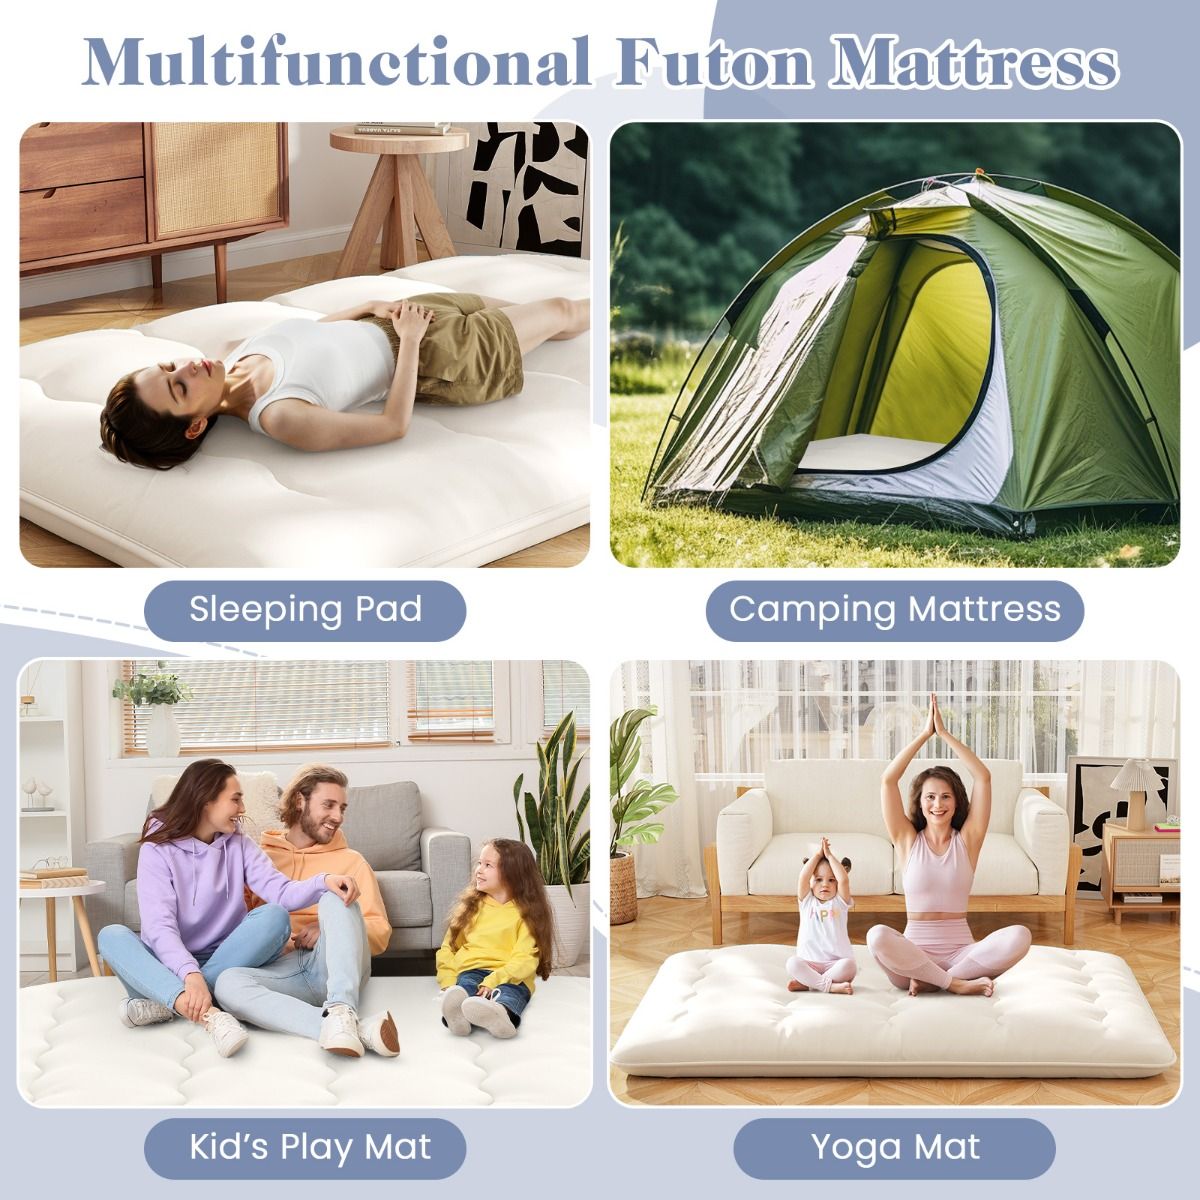 Multifunctional Futon Mattress
Sleeping Pad
Camping Mattress
Kid's Play Mat
Yoga Mat